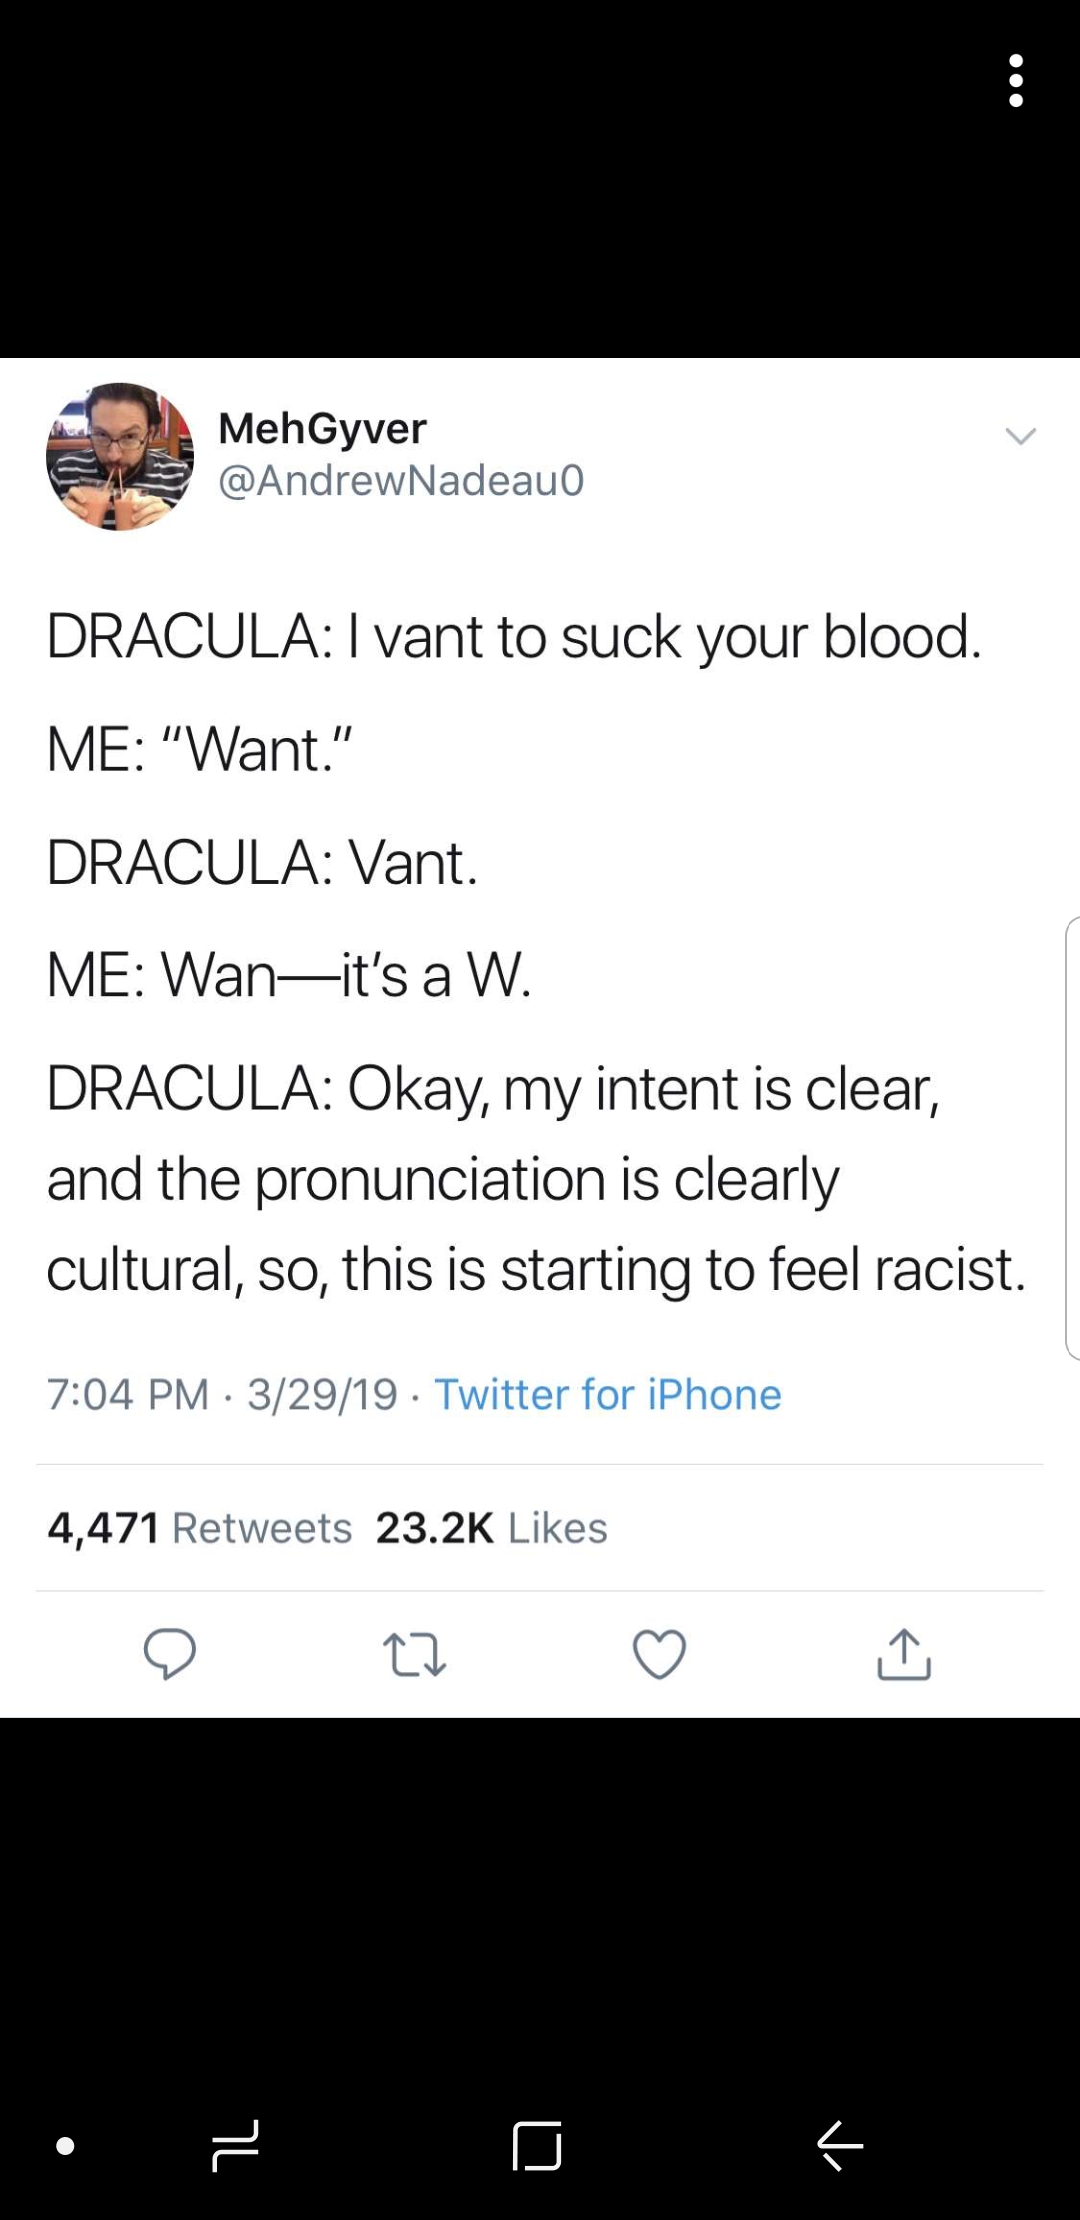 MehGyver
@AndrewNadeau0
DRACULA: I vant to suck your blood.
ME: “Want."
DRACULA: Vant.
ME: Wan—it's a W.
DRACULA: Okay, my intent is clear,
and the pronunciation is clearly
cultural, so, this is starting to feel racist.
7:04 PM · 3/29/19 · Twitter for iPhone
4,471 Retweets 23.2K Likes